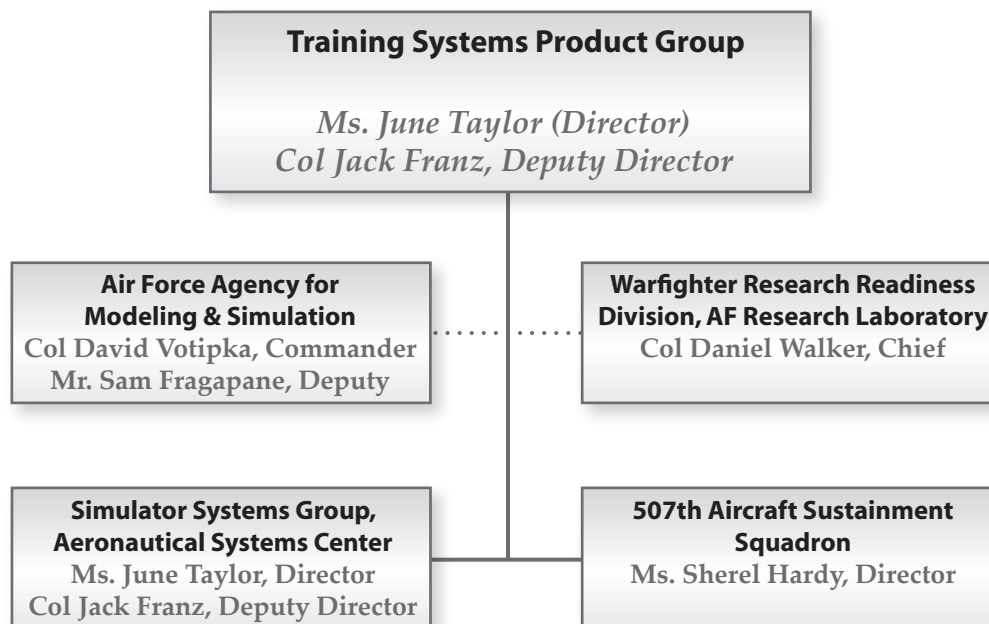 Training Systems Product Group
Ms. June Taylor (Director)
Col Jack Franz, Deputy Director
Air Force Agency for
Modeling & Simulation
Col David Votipka, Commander
Mr. Sam Fragapane, Deputy
Warfighter Research Readiness
Division, AF Research Laboratory
Col Daniel Walker, Chief
Simulator Systems Group,
Aeronautical Systems Center
Ms. June Taylor, Director
Col Jack Franz, Deputy Director
507th Aircraft Sustainment
Squadron
Ms. Sherel Hardy, Director